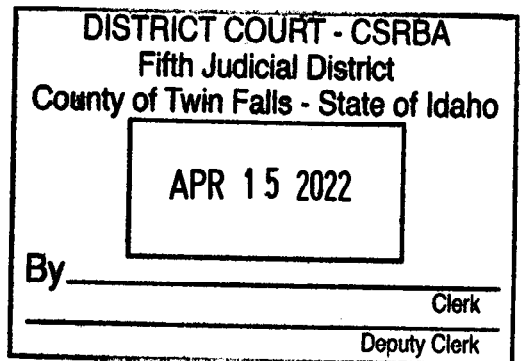 DISTRICT COURT - CSRBA
Fifth Judicial District
County of Twin Falls - State of Idaho
APR 15 2022
By
Clerk
Deputy Clerk